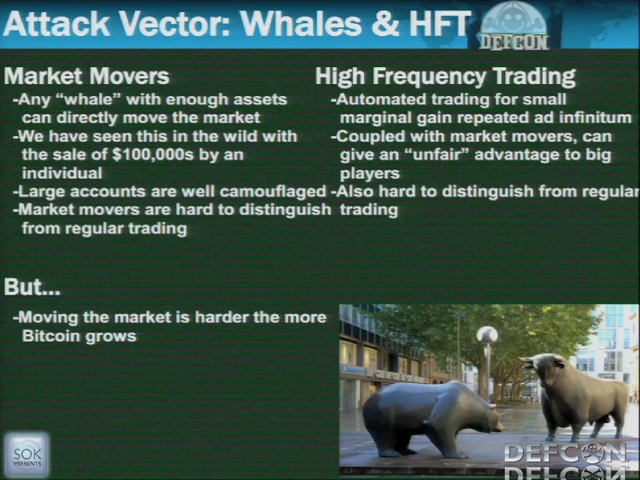 Attack Vector: Whales & HFT
DEFCON
Market Movers
-Any “whale” with enough assets
can directly move the market
-We have seen this in the wild with
the sale of $100,000s by an
individual
-Large accounts are well camouflaged
-Market movers are hard to distinguish
from regular trading
High Frequency Trading
-Automated trading for small
marginal gain repeated ad infinitum
-Coupled with market movers, can
give an “unfair” advantage to big
players
-Also hard to distinguish from regular
trading
But...
-Moving the market is harder the more
Bitcoin grows
SOK
PRESENTS
DEFCON